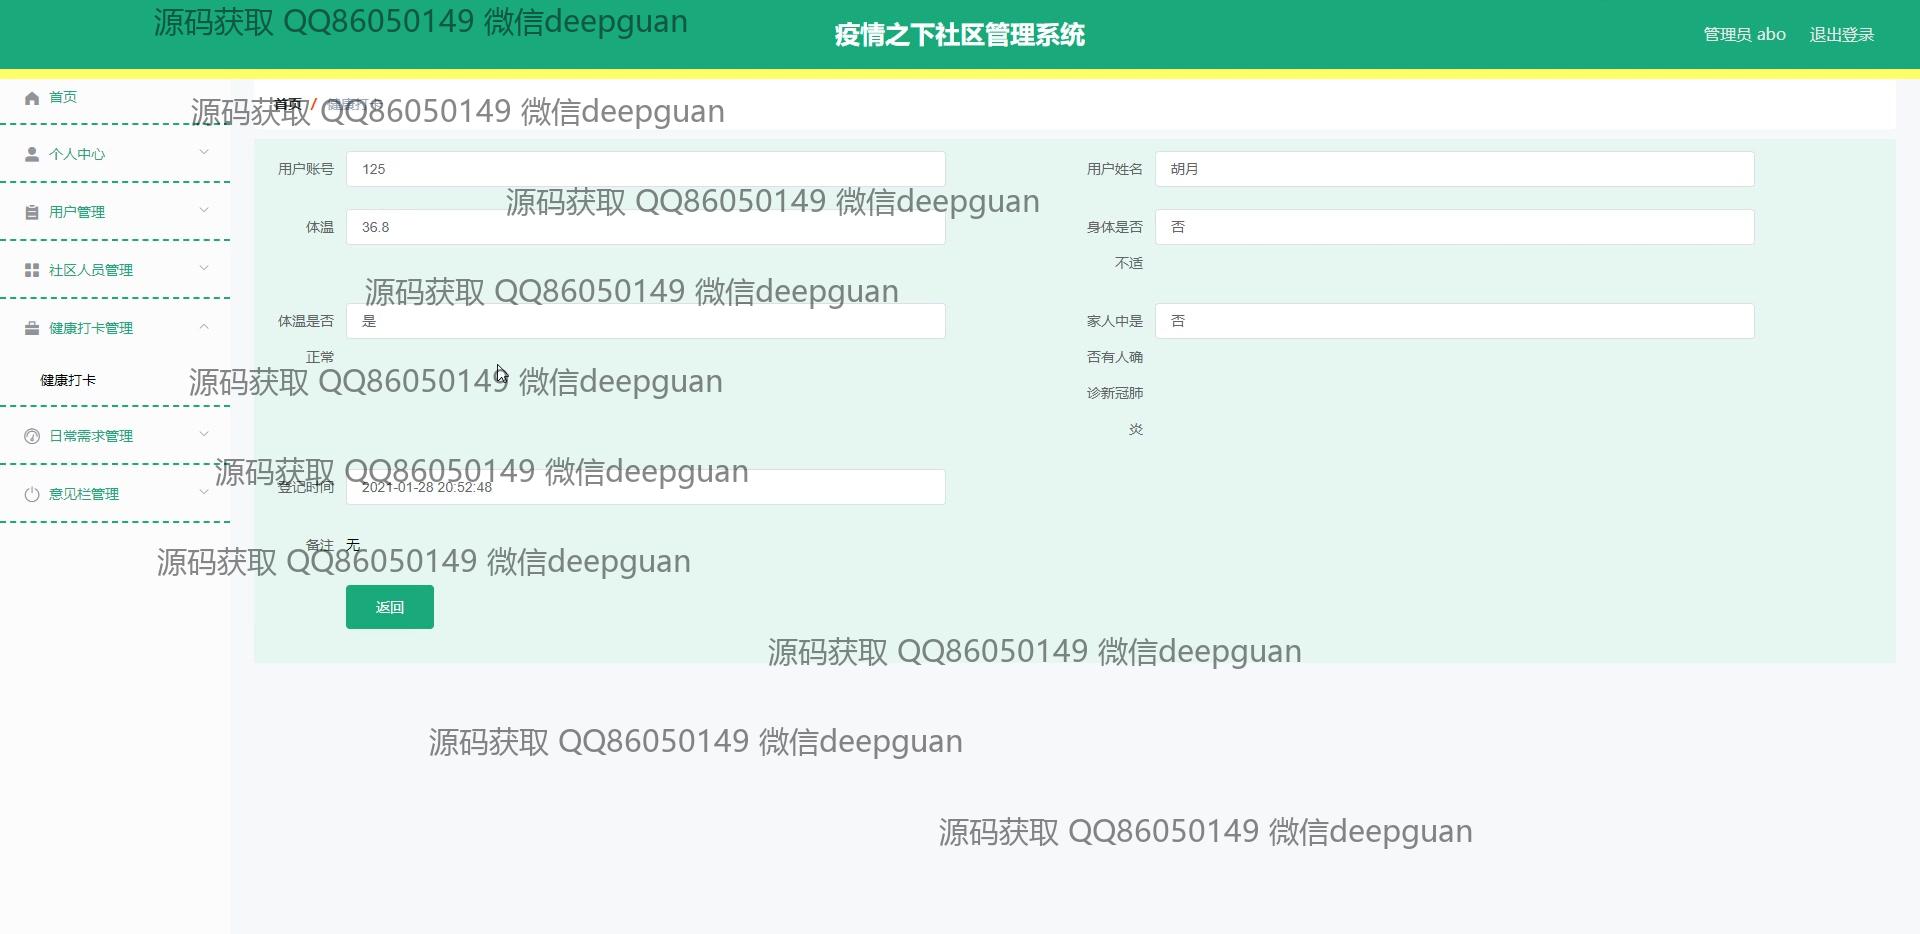 源码获取 QQ86050149 微信deepguan
疫情之下社区管理系统
管理员 abo
退出登录
首页
个人中心
用户管理
社区人员管理
健康打卡管理
健康打卡
日常需求管理
意见栏管理
首页 / 健康打卡
源码获取 QQ86050149 微信deepguan
用户账号 125
用户姓名 胡月
源码获取 QQ86050149 微信deepguan
体温 36.8
身体是否 否
不适
源码获取 QQ86050149 微信deepguan
体温是否 是
正常
家人中是 否
否有人确
诊新冠肺
炎
源码获取 QQ86050149 微信deepguan
源码获取 QQ86050149 微信deepguan
登记时间 2021-01-28 20:52:48
备注 无
源码获取 QQ86050149 微信deepguan
返回
源码获取 QQ86050149 微信deepguan
源码获取 QQ86050149 微信deepguan
源码获取 QQ86050149 微信deepguan